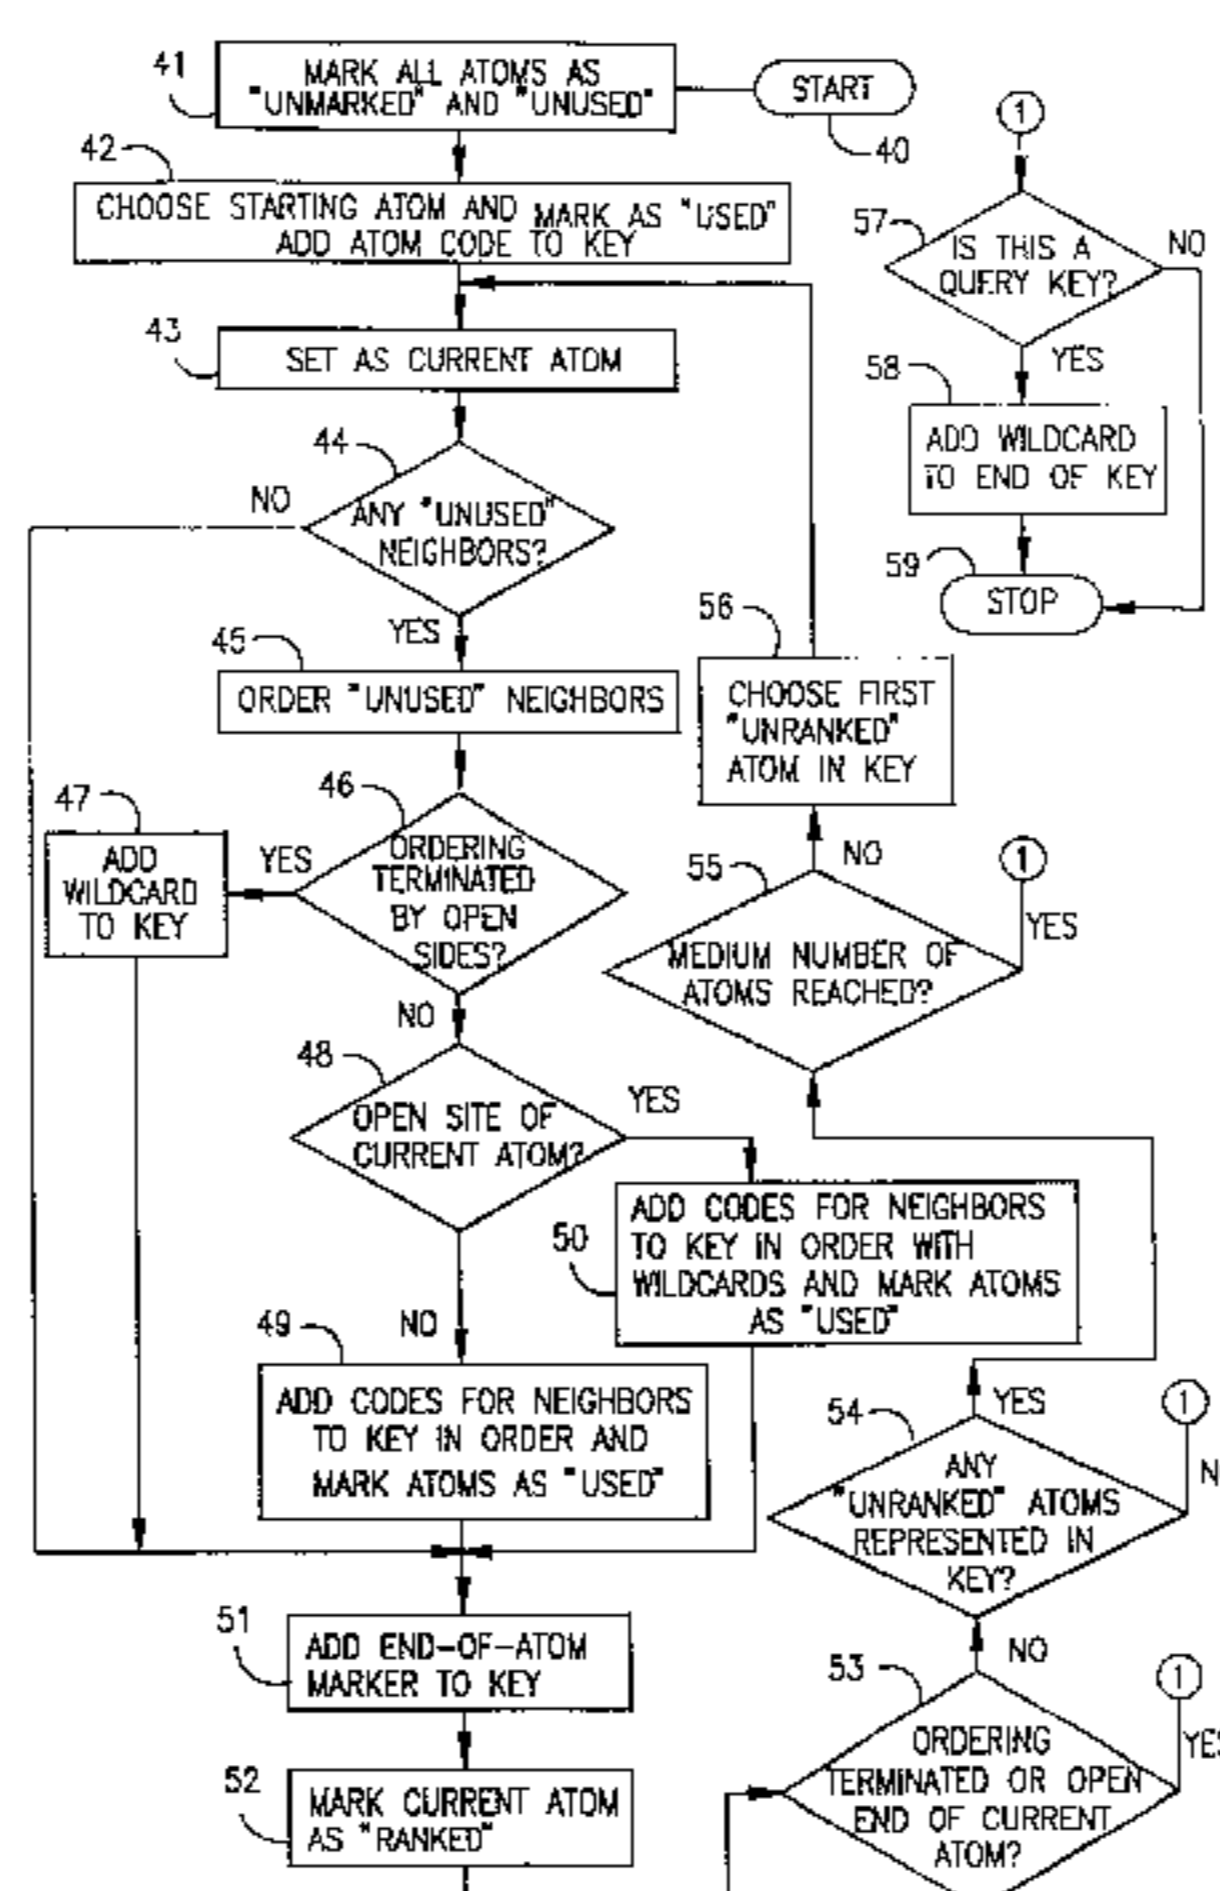 41
MARK ALL ATOMS AS
"UNMARKED" AND "UNUSED"
START
40
42
CHOOSE STARTING ATOM AND MARK AS "USED"
ADD ATOM CODE TO KEY
43
SET AS CURRENT ATOM
44
NO
ANY "UNUSED"
NEIGHBORS?
YES
45
ORDER "UNUSED" NEIGHBORS
46
ORDERING
TERMINATED
BY OPEN
SIDES?
YES
47
ADD
WILDCARD
TO KEY
NO
48
OPEN SITE OF
CURRENT ATOM?
YES
50
ADD CODES FOR NEIGHBORS
TO KEY IN ORDER WITH
WILDCARDS AND MARK ATOMS
AS "USED"
NO
49
ADD CODES FOR NEIGHBORS
TO KEY IN ORDER AND
MARK ATOMS AS "USED"
51
ADD END-OF-ATOM
MARKER TO KEY
52
MARK CURRENT ATOM
AS "RANKED"
53
ORDERING
TERMINATED OR OPEN
END OF CURRENT
ATOM?
YES
1
NO
54
ANY
"UNRANKED" ATOMS
REPRESENTED IN
KEY?
N
1
YES
55
MEDIUM NUMBER OF
ATOMS REACHED?
YES
1
NO
56
CHOOSE FIRST
"UNRANKED"
ATOM IN KEY
1
57
IS THIS A
QUERY KEY?
NO
YES
58
ADD WILDCARD
TO END OF KEY
59
STOP